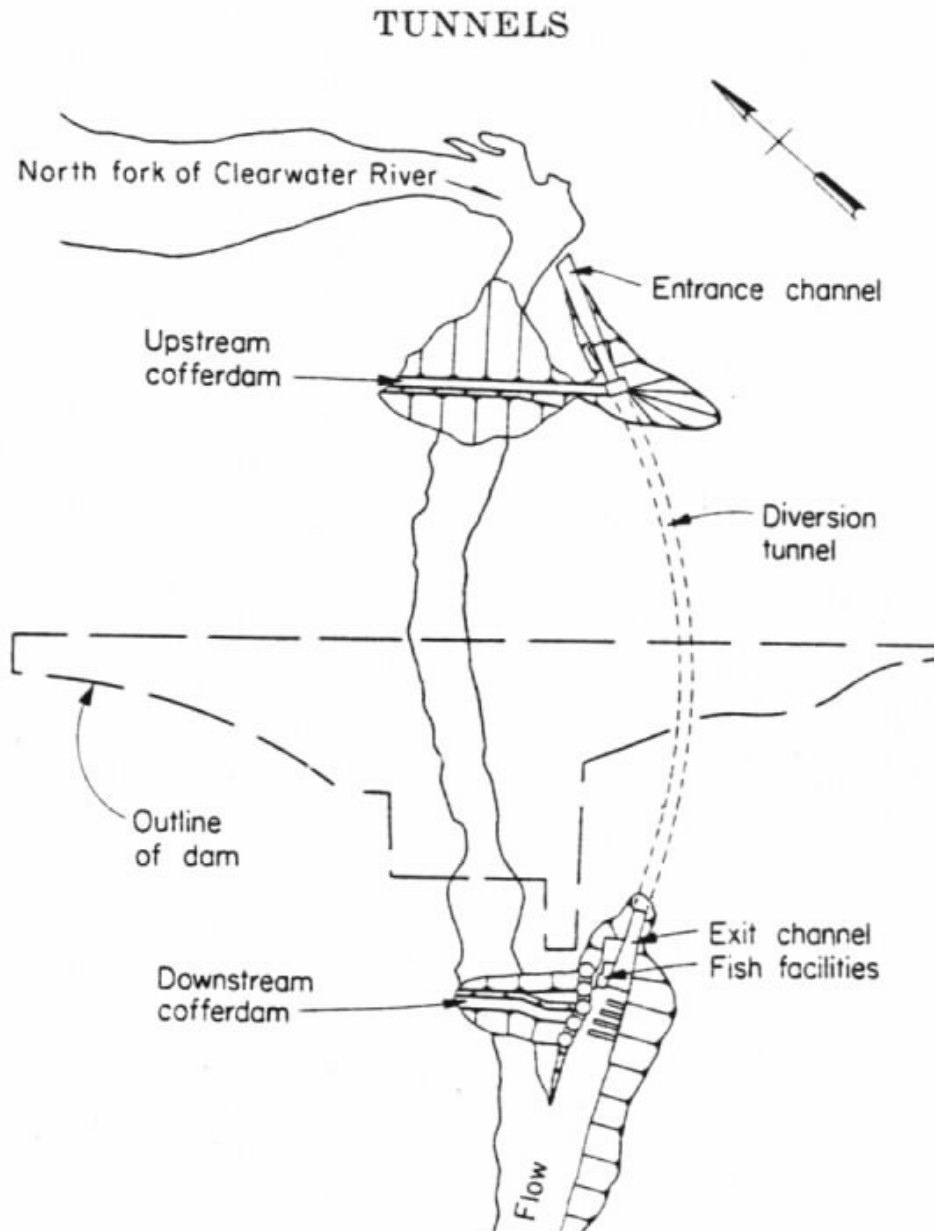 TUNNELS
North fork of Clearwater River
Entrance channel
Upstream
cofferdam
Diversion
tunnel
Outline
of dam
Exit channel
Fish facilities
Downstream
cofferdam
Flow